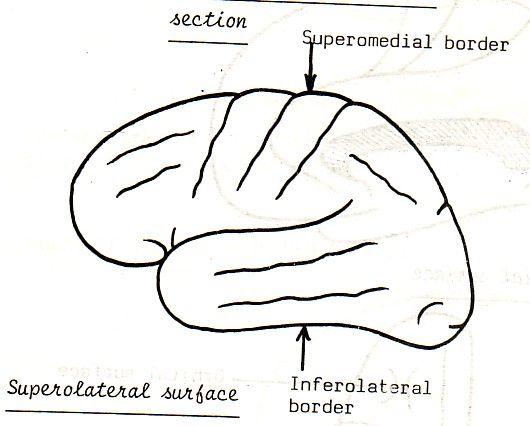 section
Superomedial border
Superolateral surface
Inferolateral
border